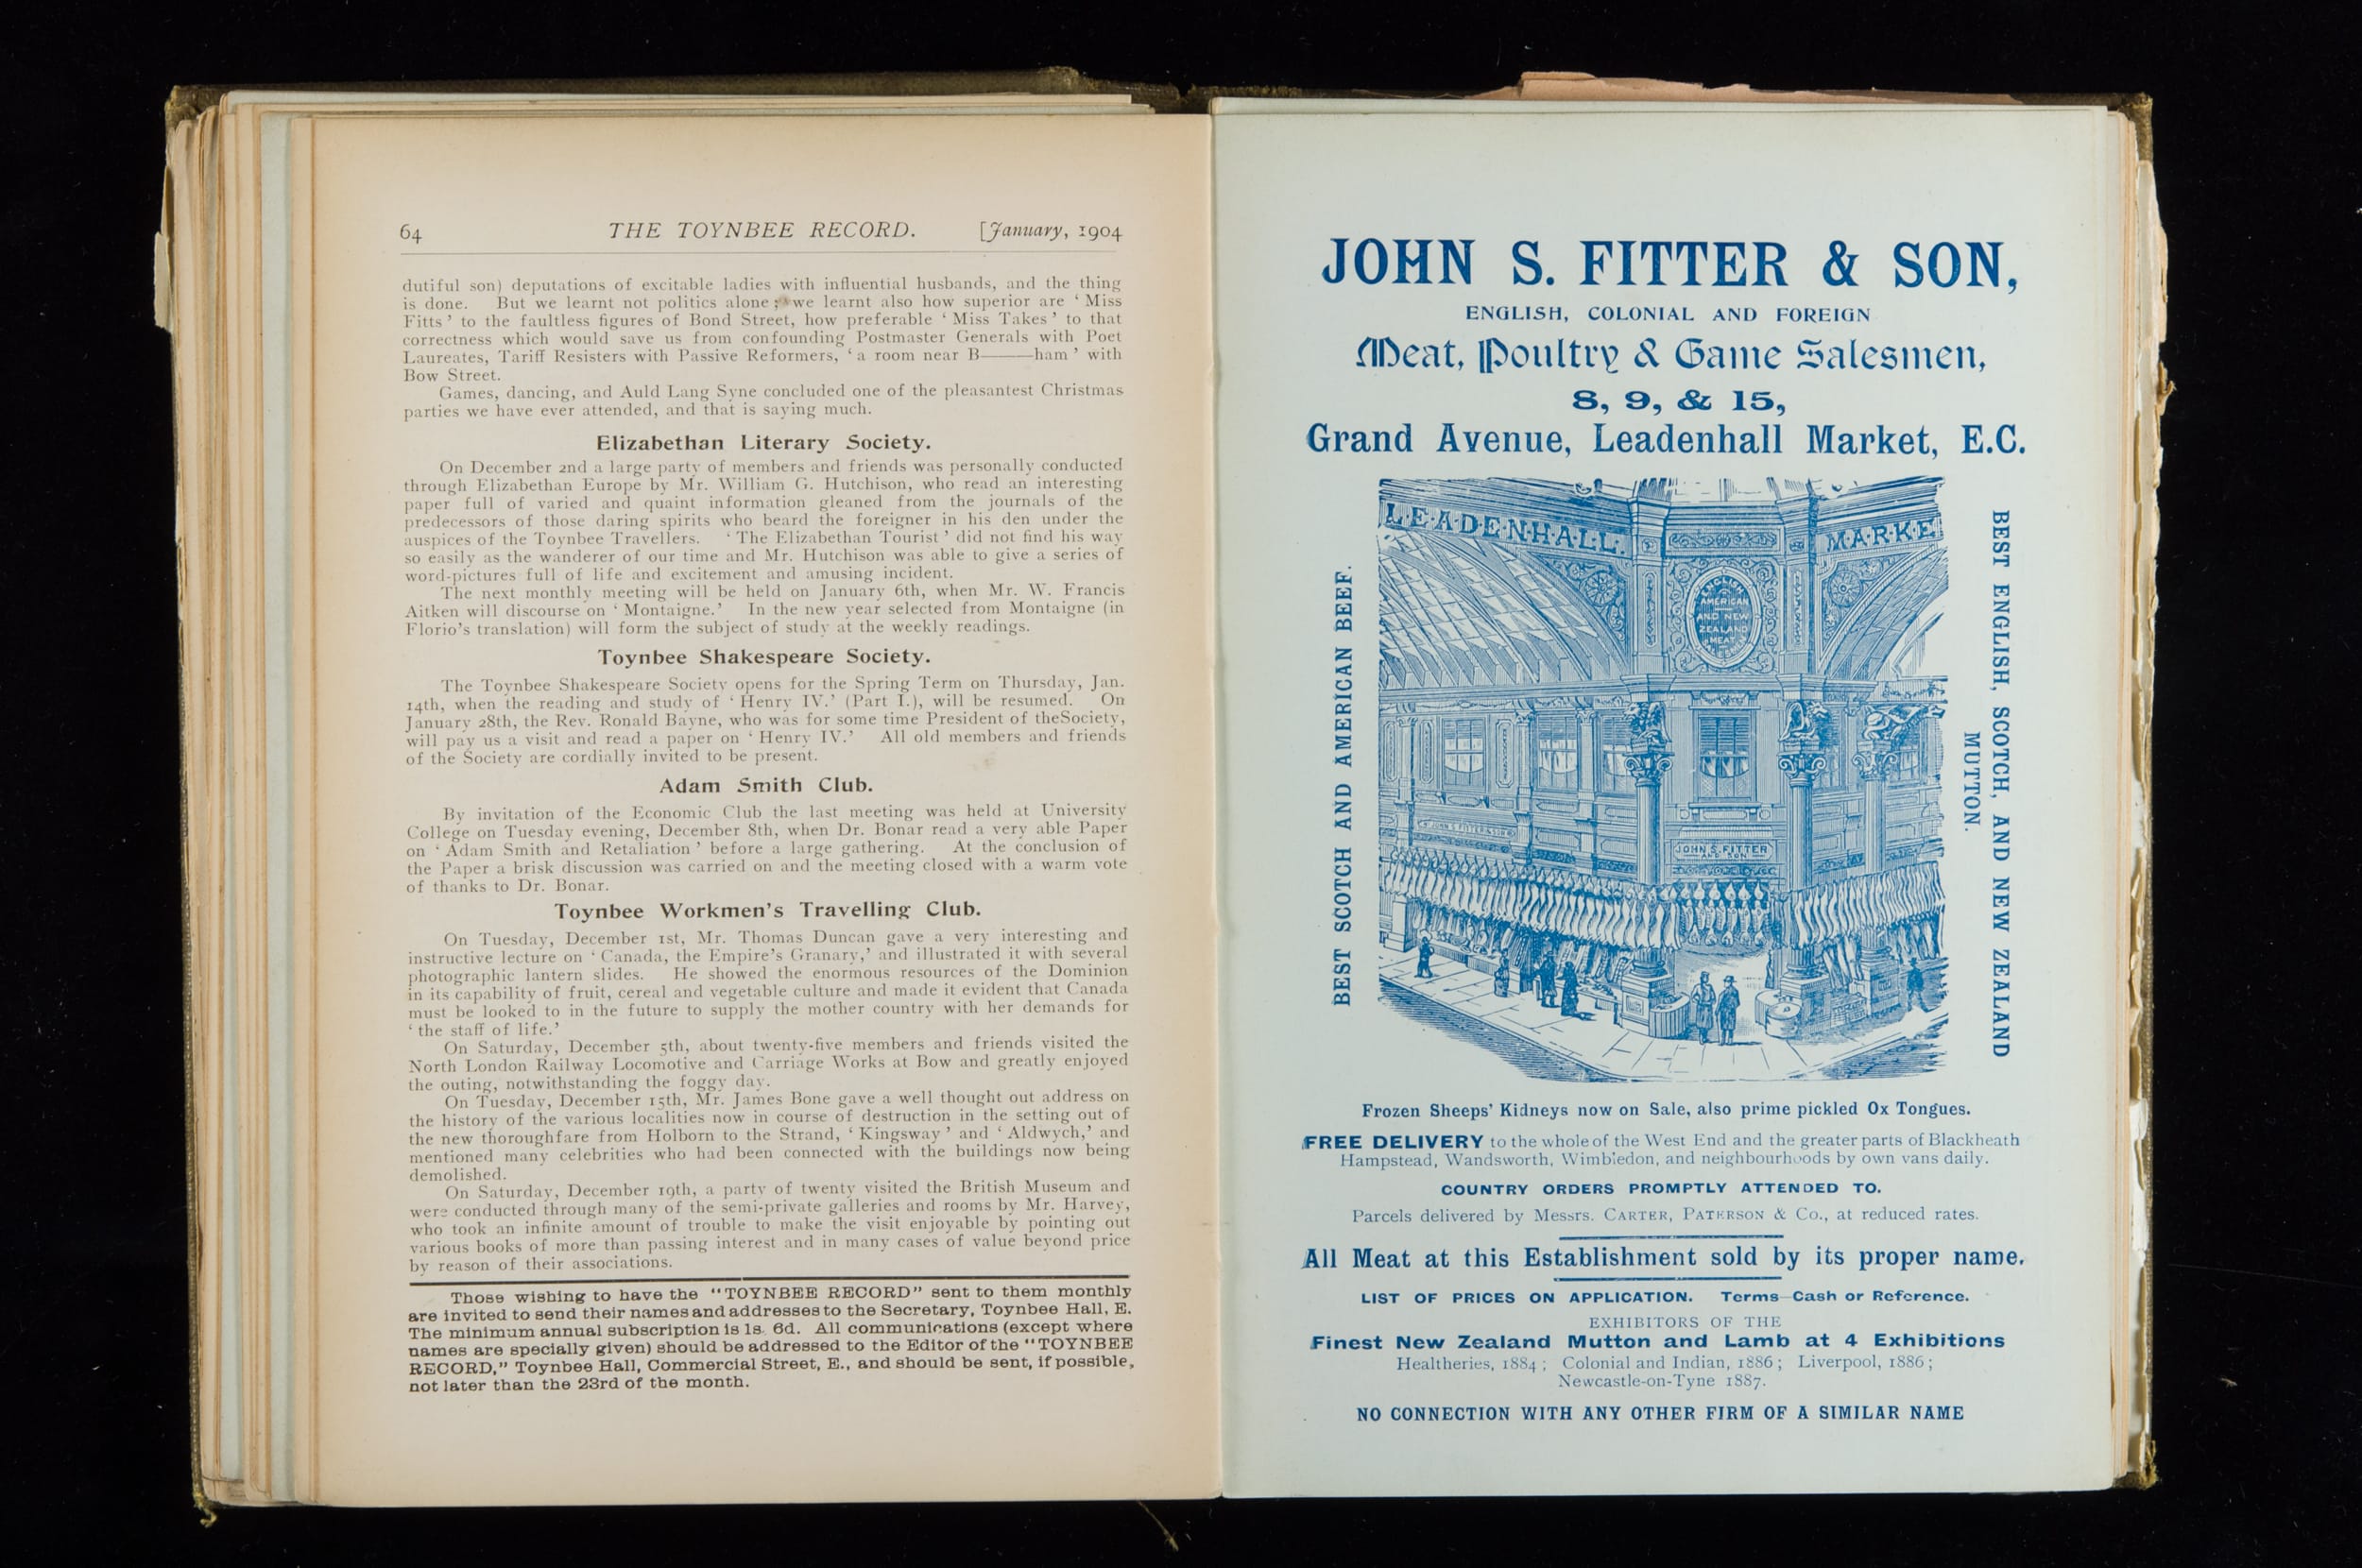 64 THE TOYNBEE RECORD. [January, 1904
dutiful son) deputations of excitable ladies with influential husbands, and the thing
is done. But we learnt not politics alone; we learnt also how superior are ‘ Miss
Fitts ’ to the faultless figures of Bond Street, how preferable ‘ Miss Takes ’ to that
correctness which would save us from confounding Postmaster Generals with Poet
Laureates, Tariff Resisters with Passive Reformers, ‘ a room near B——ham ’ with
Bow Street.
Games, dancing, and Auld Lang Syne concluded one of the pleasantest Christmas
parties we have ever attended, and that is saying much.
Elizabethan Literary Society.
On December 2nd a large party of members and friends was personally conducted
through Elizabethan Europe by Mr. William G. Hutchison, who read an interesting
paper full of varied and quaint information gleaned from the journals of the
predecessors of those daring spirits who beard the foreigner in his den under the
auspices of the Toynbee Travellers. ‘ The Elizabethan Tourist ’ did not find his way
so easily as the wanderer of our time and Mr. Hutchison was able to give a series of
word-pictures full of life and excitement and amusing incident.
The next monthly meeting will be held on January 6th, when Mr. W. Francis
Aitken will discourse on ‘ Montaigne.’ In the new year selected from Montaigne (in
Florio’s translation) will form the subject of study at the weekly readings.
Toynbee Shakespeare Society.
The Toynbee Shakespeare Society opens for the Spring Term on Thursday, Jan.
14th, when the reading and study of ‘ Henry IV.’ (Part I.), will be resumed. On
January 28th, the Rev. Ronald Bayne, who was for some time President of theSociety,
will pay us a visit and read a paper on ‘ Henry IV.’ All old members and friends
of the Society are cordially invited to be present.
Adam Smith Club.
By invitation of the Economic Club the last meeting was held at University
College on Tuesday evening, December 8th, when Dr. Bonar read a very able Paper
on ‘ Adam Smith and Retaliation ’ before a large gathering. At the conclusion of
the Paper a brisk discussion was carried on and the meeting closed with a warm vote
of thanks to Dr. Bonar.
Toynbee Workmen’s Travelling Club.
On Tuesday, December 1st, Mr. Thomas Duncan gave a very interesting and
instructive lecture on ‘ Canada, the Empire’s Granary,’ and illustrated it with several
photographic lantern slides. He showed the enormous resources of the Dominion
in its capability of fruit, cereal and vegetable culture and made it evident that Canada
must be looked to in the future to supply the mother country with her demands for
‘ the staff of life.’
On Saturday, December 5th, about twenty-five members and friends visited the
North London Railway Locomotive and Carriage Works at Bow and greatly enjoyed
the outing, notwithstanding the foggy day.
On Tuesday, December 15th, Mr. James Bone gave a well thought out address on
the history of the various localities now in course of destruction in the setting out of
the new thoroughfare from Holborn to the Strand, ‘ Kingsway ’ and ‘ Aldwych,’ and
mentioned many celebrities who had been connected with the buildings now being
demolished.
On Saturday, December 19th, a party of twenty visited the British Museum and
were conducted through many of the semi-private galleries and rooms by Mr. Harvey,
who took an infinite amount of trouble to make the visit enjoyable by pointing out
various books of more than passing interest and in many cases of value beyond price
by reason of their associations.
Those wishing to have the “TOYNBEE RECORD” sent to them monthly
are invited to send their names and addresses to the Secretary, Toynbee Hall, E.
The minimum annual subscription is 1s. 6d. All communications (except where
names are specially given) should be addressed to the Editor of the “TOYNBEE
RECORD,” Toynbee Hall, Commercial Street, E., and should be sent, if possible,
not later than the 23rd of the month.
JOHN S. FITTER & SON,
ENGLISH, COLONIAL AND FOREIGN
Meat, Poultry & Game Salesmen,
8, 9, & 15,
Grand Avenue, Leadenhall Market, E.C.
BEST SCOTCH AND AMERICAN BEEF.
LEADENHALL MARKE
ENGLISH
AMERICAN
AND NEW
ZEALAND
MEAT
JOHN S. FITTER
AND SON
BEST ENGLISH, SCOTCH, AND NEW ZEALAND
MUTTON.
Frozen Sheeps’ Kidneys now on Sale, also prime pickled Ox Tongues.
FREE DELIVERY to the whole of the West End and the greater parts of Blackheath
Hampstead, Wandsworth, Wimbledon, and neighbourhoods by own vans daily.
COUNTRY ORDERS PROMPTLY ATTENDED TO.
Parcels delivered by Messrs. CARTER, PATERSON & Co., at reduced rates.
All Meat at this Establishment sold by its proper name.
LIST OF PRICES ON APPLICATION. Terms—Cash or Reference.
EXHIBITORS OF THE
Finest New Zealand Mutton and Lamb at 4 Exhibitions
Healtheries, 1884; Colonial and Indian, 1886; Liverpool, 1886;
Newcastle-on-Tyne 1887.
NO CONNECTION WITH ANY OTHER FIRM OF A SIMILAR NAME